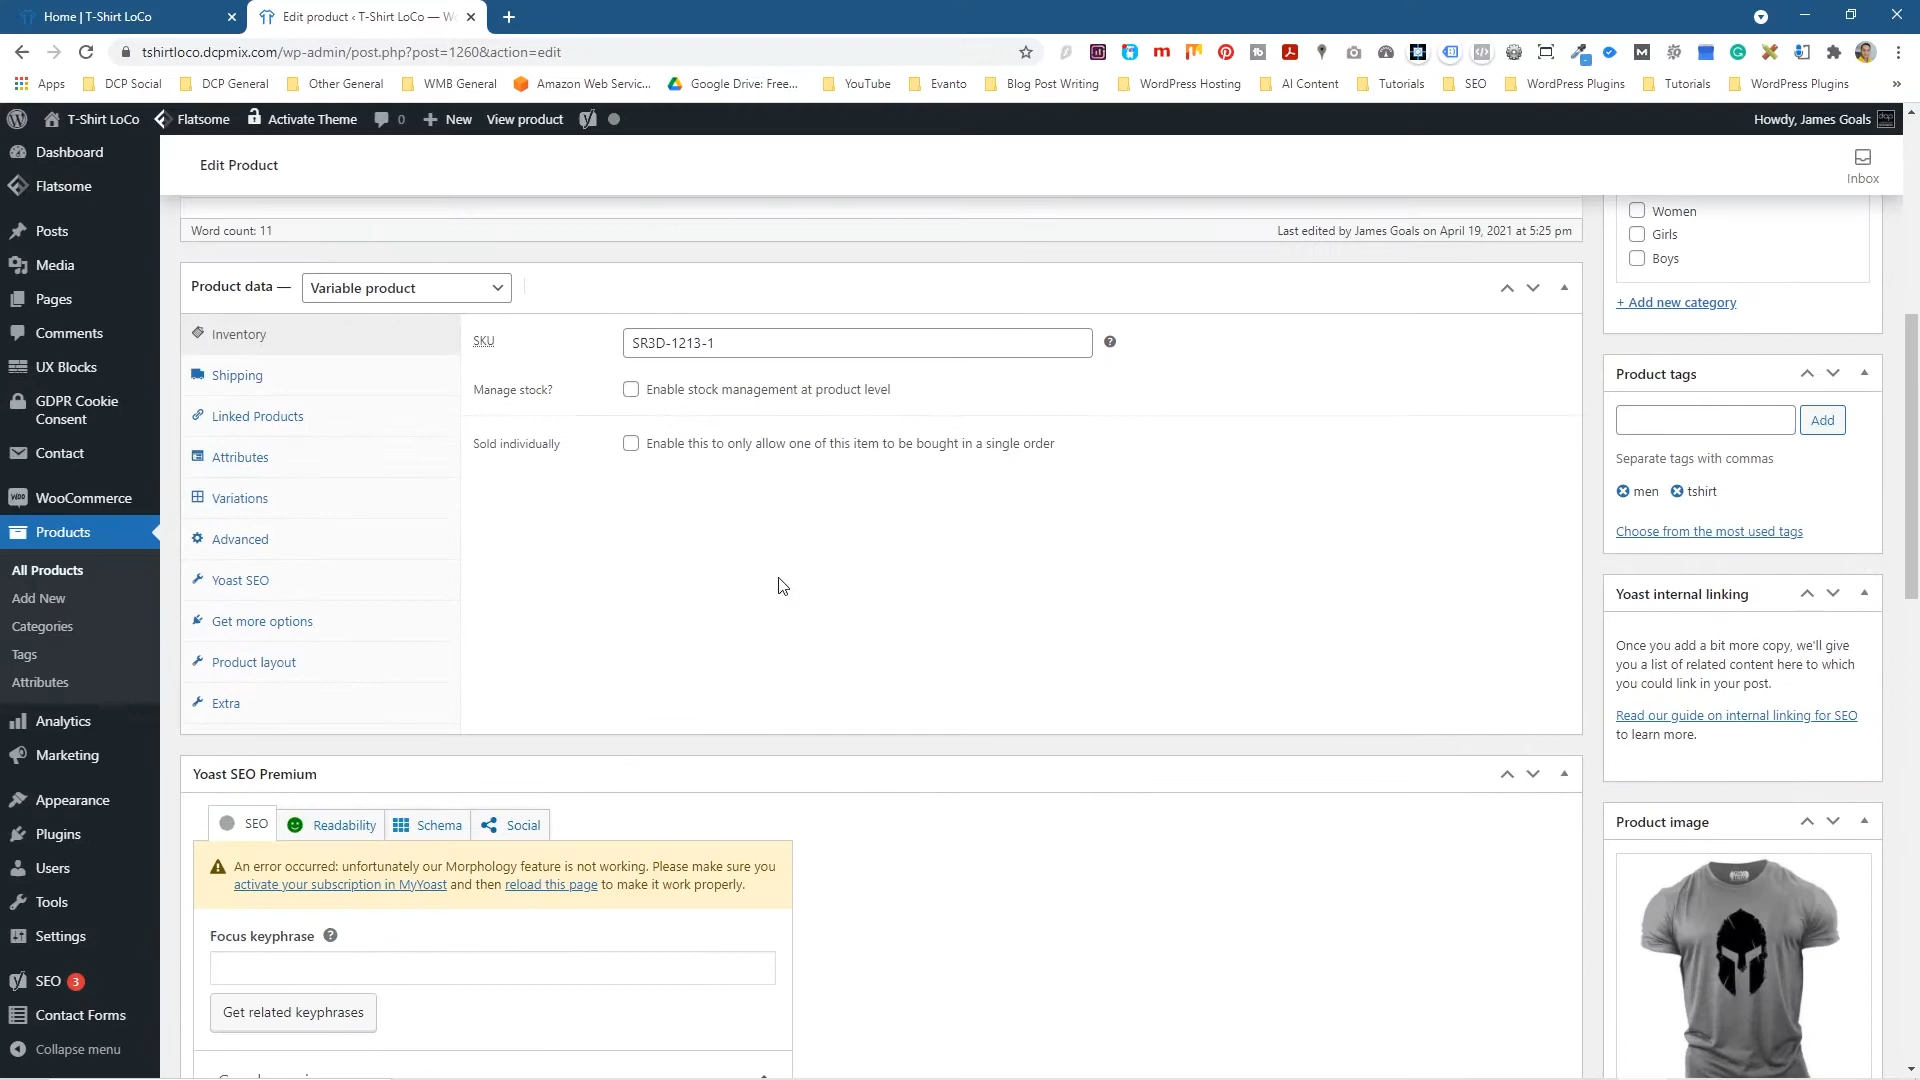 Home | T-Shirt LoCo
Edit product ‹ T-Shirt LoCo — W
tshirtloco.dcpmix.com/wp-admin/post.php?post=1260&action=edit
Apps
DCP Social
DCP General
Other General
WMB General
Amazon Web Servic...
Google Drive: Free...
YouTube
Evanto
Blog Post Writing
WordPress Hosting
AI Content
Tutorials
SEO
WordPress Plugins
Tutorials
WordPress Plugins
T-Shirt LoCo
Flatsome
Activate Theme
0
New
View product
Howdy, James Goals
Dashboard
Flatsome
Posts
Media
Pages
Comments
UX Blocks
GDPR Cookie
Consent
Contact
WooCommerce
Products
All Products
Add New
Categories
Tags
Attributes
Analytics
Marketing
Appearance
Plugins
Users
Tools
Settings
SEO 3
Contact Forms
Collapse menu
Edit Product
Inbox
Word count: 11
Last edited by James Goals on April 19, 2021 at 5:25 pm
Product data —
Variable product
Inventory
Shipping
Linked Products
Attributes
Variations
Advanced
Yoast SEO
Get more options
Product layout
Extra
SKU
SR3D-1213-1
Manage stock?
Enable stock management at product level
Sold individually
Enable this to only allow one of this item to be bought in a single order
Yoast SEO Premium
SEO
Readability
Schema
Social
An error occurred: unfortunately our Morphology feature is not working. Please make sure you
activate your subscription in MyYoast and then reload this page to make it work properly.
Focus keyphrase
Get related keyphrases
Women
Girls
Boys
+ Add new category
Product tags
Add
Separate tags with commas
men
tshirt
Choose from the most used tags
Yoast internal linking
Once you add a bit more copy, we'll give
you a list of related content here to which
you could link in your post.
Read our guide on internal linking for SEO
to learn more.
Product image